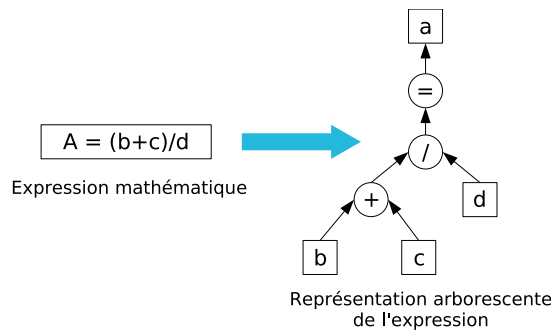 A = (b+c)/d
Expression mathématique
a
=
/
+
d
b
c
Représentation arborescente
de l'expression